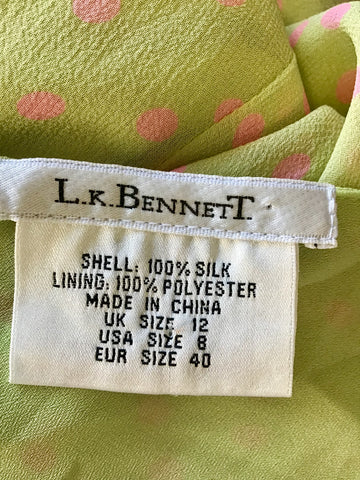 L.K.BENNETT.
SHELL: 100% SILK
LINING: 100% POLYESTER
MADE IN CHINA
UK SIZE 12
USA SIZE 8
EUR SIZE 40